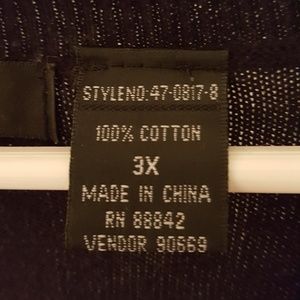 STYLENO: 47-0817-8
100% COTTON
3X
MADE IN CHINA
RN 88842
VENDOR 90669